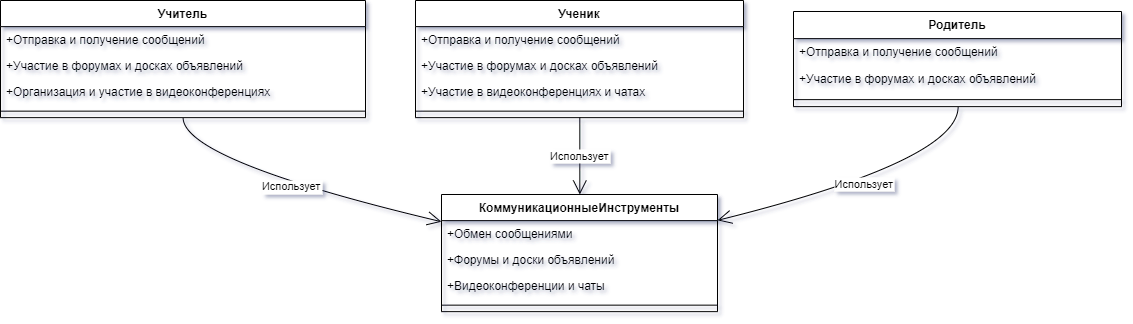 Учитель
+Отправка и получение сообщений
+Участие в форумах и досках объявлений
+Организация и участие в видеоконференциях
Ученик
+Отправка и получение сообщений
+Участие в форумах и досках объявлений
+Участие в видеоконференциях и чатах
Родитель
+Отправка и получение сообщений
+Участие в форумах и досках объявлений
Использует
Использует
Использует
КоммуникационныеИнструменты
+Обмен сообщениями
+Форумы и доски объявлений
+Видеоконференции и чаты